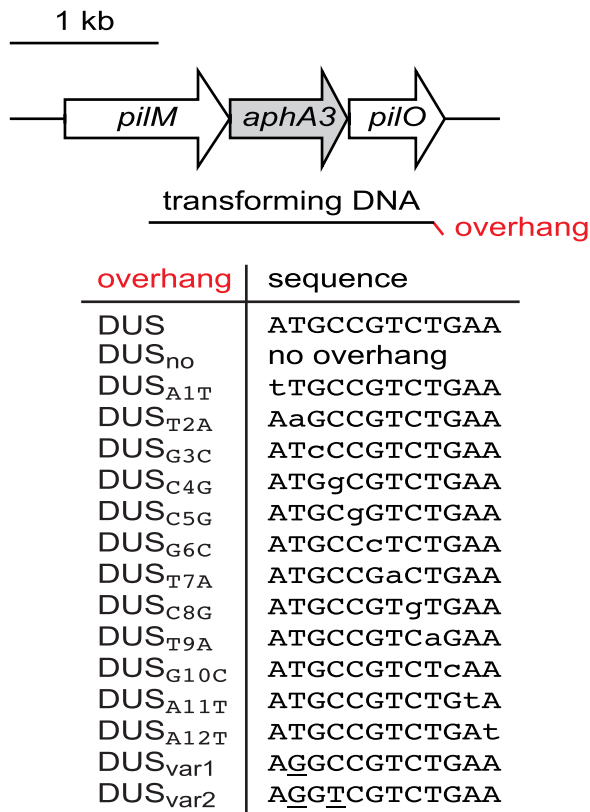 1 kb
pilM aphA3 pilO
transforming DNA
overhang
overhang sequence
DUS ATGCCGTCTGAA
DUSno no overhang
DUSA1T tTGCCGTCTGAA
DUST2A AaGCCGTCTGAA
DUSG3C ATcCCGTCTGAA
DUSC4G ATGgCGTCTGAA
DUSC5G ATGCgGTCTGAA
DUSG6C ATGCCcTCTGAA
DUST7A ATGCCGaCTGAA
DUSC8G ATGCCGTgTGAA
DUST9A ATGCCGTCaGAA
DUSG10C ATGCCGTCTcAA
DUSA11T ATGCCGTCTGtA
DUSA12T ATGCCGTCTGAt
DUSvar1 AGGCCGTCTGAA
DUSvar2 AGGTCGTCTGAA